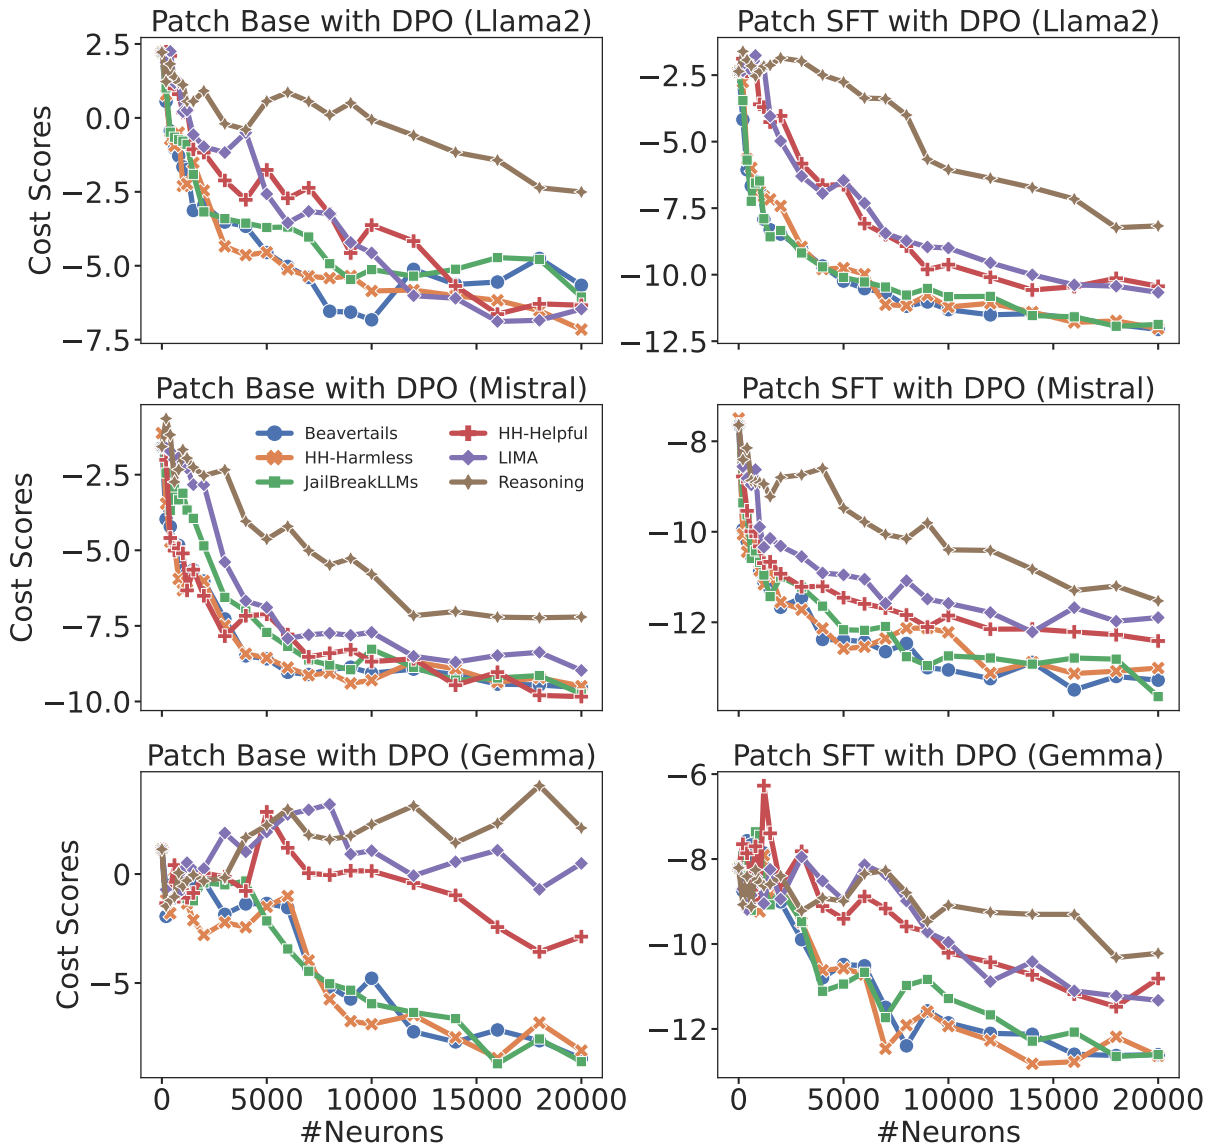 Patch Base with DPO (Llama2)
Patch SFT with DPO (Llama2)
2.5
0.0
−2.5
−5.0
−7.5
Cost Scores
−2.5
−5.0
−7.5
−10.0
−12.5
Patch Base with DPO (Mistral)
Patch SFT with DPO (Mistral)
−2.5
−5.0
−7.5
−10.0
Cost Scores
Beavertails
HH-Harmless
JailBreakLLMs
HH-Helpful
LIMA
Reasoning
−8
−10
−12
Patch Base with DPO (Gemma)
Patch SFT with DPO (Gemma)
0
−5
Cost Scores
−6
−8
−10
−12
0 5000 10000 15000 20000
0 5000 10000 15000 20000
#Neurons
#Neurons